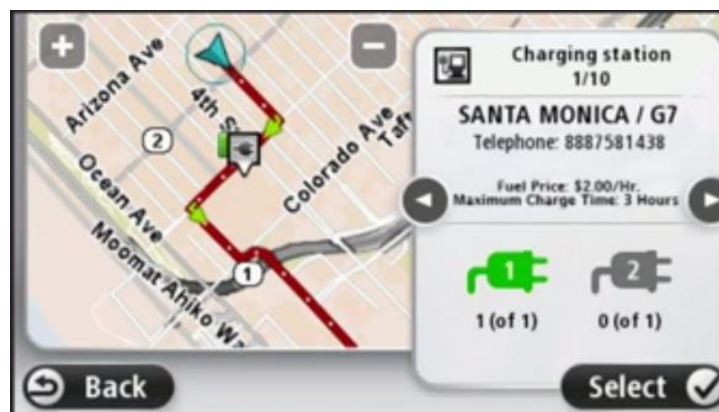 +
−
Arizona Ave
4th S
2
Ocean Ave
Colorado Ave
Taft
Moomat Ahiko Wa
1
Charging station
1/10
SANTA MONICA / G7
Telephone: 8887581438
Fuel Price: $2.00/Hr.
Maximum Charge Time: 3 Hours
1
2
1 (of 1)
0 (of 1)
Back
Select